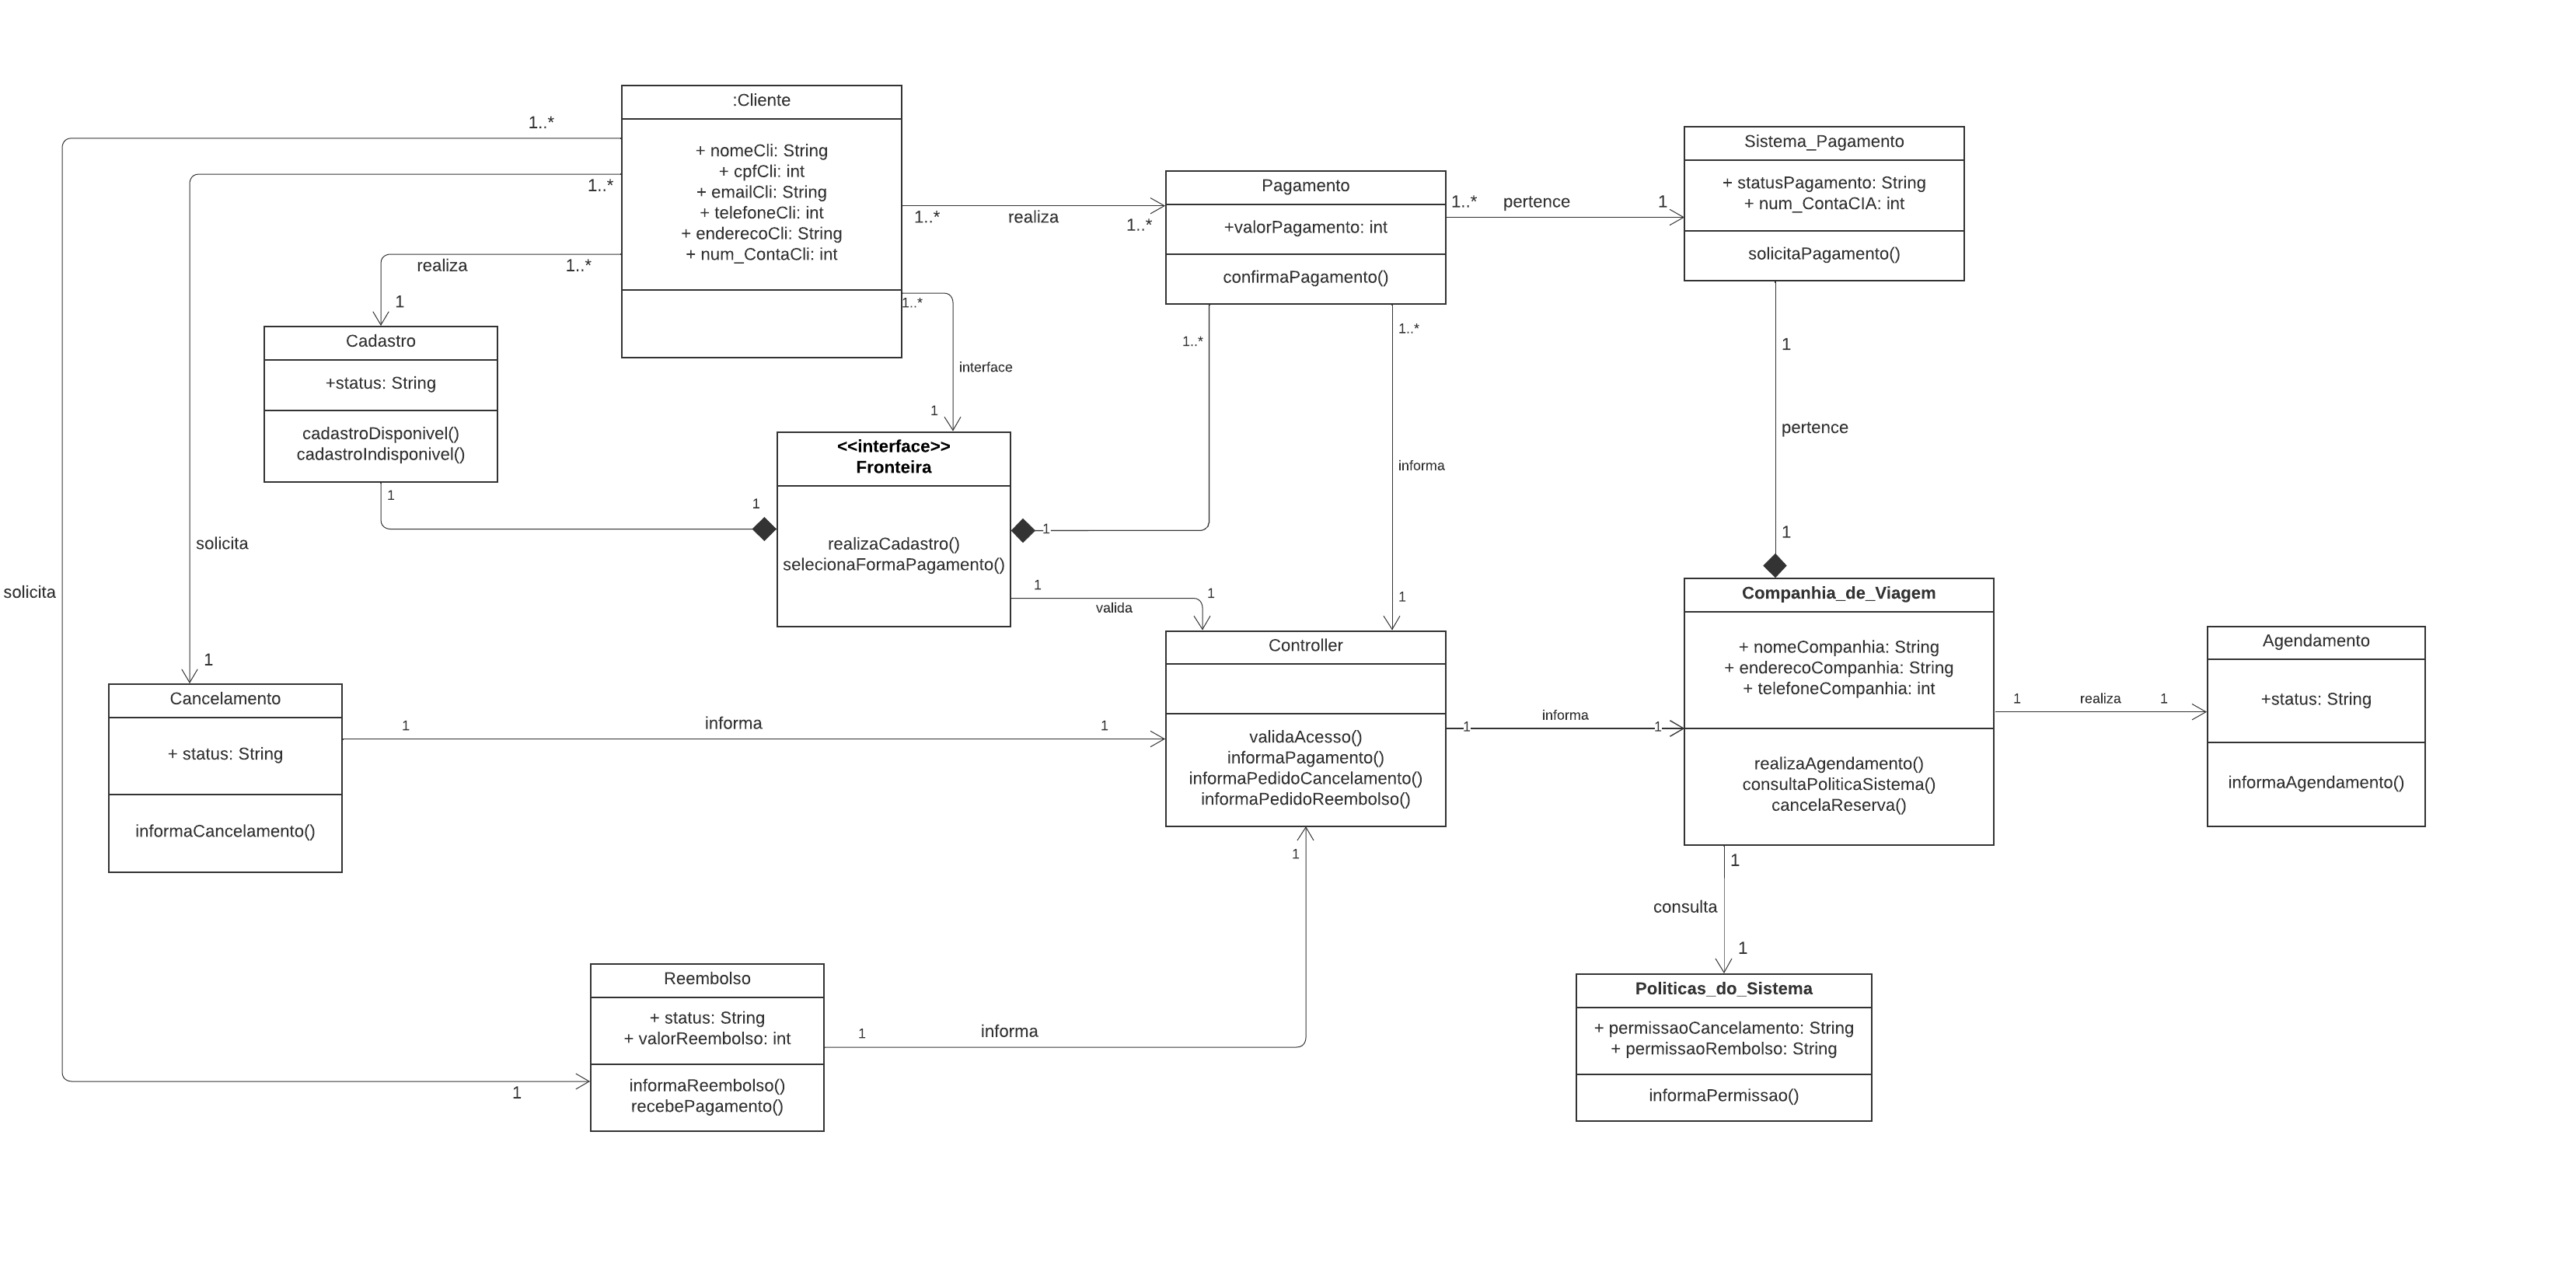 :Cliente
+ nomeCli: String
+ cpfCli: int
+ emailCli: String
+ telefoneCli: int
+ enderecoCli: String
+ num_ContaCli: int
1..*
1..*
realiza
1..*
1
1..*
realiza
1..*
1..*
interface
1
Pagamento
+valorPagamento: int
confirmaPagamento()
1..*
pertence
1
Sistema_Pagamento
+ statusPagamento: String
+ num_ContaCIA: int
solicitaPagamento()
1
pertence
1
Cadastro
+status: String
cadastroDisponivel()
cadastroIndisponivel()
1
1
<<interface>>
Fronteira
realizaCadastro()
selecionaFormaPagamento()
1..*
1
1..*
informa
1
1
valida
1
solicita
solicita
1
Cancelamento
+ status: String
informaCancelamento()
1
informa
1
Controller
validaAcesso()
informaPagamento()
informaPedidoCancelamento()
informaPedidoReembolso()
1
informa
1
Companhia_de_Viagem
+ nomeCompanhia: String
+ enderecoCompanhia: String
+ telefoneCompanhia: int
realizaAgendamento()
consultaPoliticaSistema()
cancelaReserva()
1
realiza
1
Agendamento
+status: String
informaAgendamento()
1
1
consulta
1
Reembolso
+ status: String
+ valorReembolso: int
informaReembolso()
recebePagamento()
1
informa
1
Politicas_do_Sistema
+ permissaoCancelamento: String
+ permissaoRembolso: String
informaPermissao()